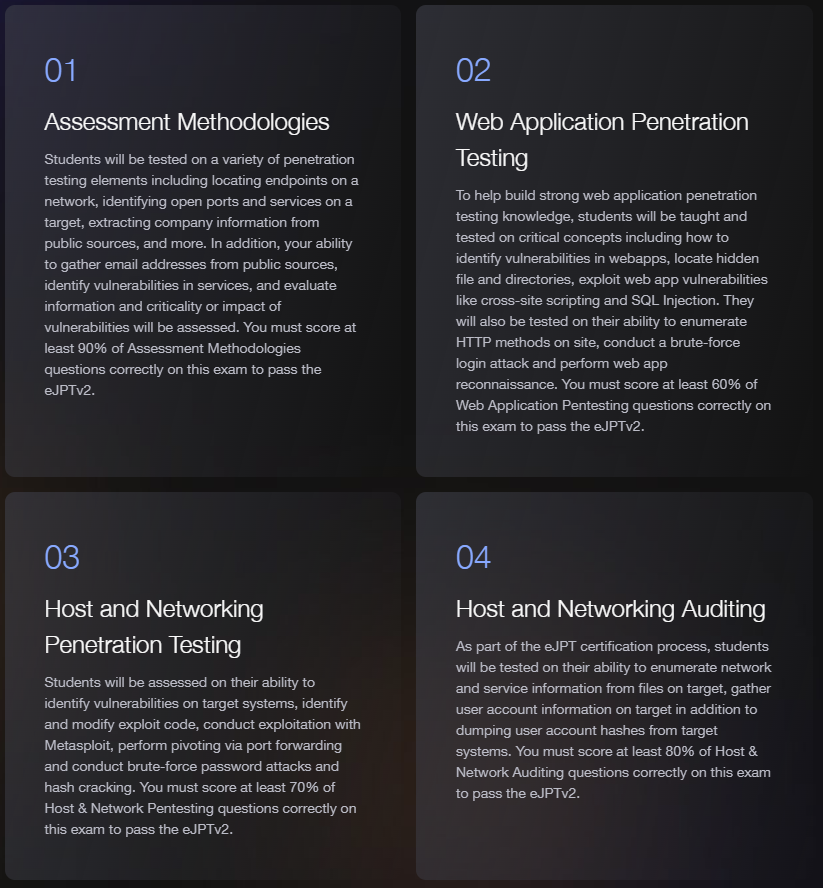 01
Assessment Methodologies
Students will be tested on a variety of penetration
testing elements including locating endpoints on a
network, identifying open ports and services on a
target, extracting company information from
public sources, and more. In addition, your ability
to gather email addresses from public sources,
identify vulnerabilities in services, and evaluate
information and criticality or impact of
vulnerabilities will be assessed. You must score at
least 90% of Assessment Methodologies
questions correctly on this exam to pass the
eJPTv2.
02
Web Application Penetration
Testing
To help build strong web application penetration
testing knowledge, students will be taught and
tested on critical concepts including how to
identify vulnerabilities in webapps, locate hidden
file and directories, exploit web app vulnerabilities
like cross-site scripting and SQL Injection. They
will also be tested on their ability to enumerate
HTTP methods on site, conduct a brute-force
login attack and perform web app
reconnaissance. You must score at least 60% of
Web Application Pentesting questions correctly on
this exam to pass the eJPTv2.
03
Host and Networking
Penetration Testing
Students will be assessed on their ability to
identify vulnerabilities on target systems, identify
and modify exploit code, conduct exploitation with
Metasploit, perform pivoting via port forwarding
and conduct brute-force password attacks and
hash cracking. You must score at least 70% of
Host & Network Pentesting questions correctly on
this exam to pass the eJPTv2.
04
Host and Networking Auditing
As part of the eJPT certification process, students
will be tested on their ability to enumerate network
and service information from files on target, gather
user account information on target in addition to
dumping user account hashes from target
systems. You must score at least 80% of Host &
Network Auditing questions correctly on this exam
to pass the eJPTv2.